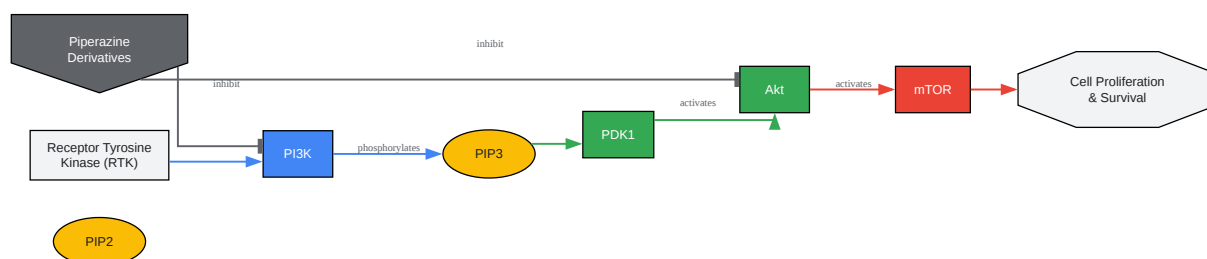 Piperazine
Derivatives
inhibit
inhibit
Receptor Tyrosine
Kinase (RTK)
PI3K
phosphorylates
PIP3
PDK1
activates
Akt
activates
mTOR
Cell Proliferation
& Survival
PIP2